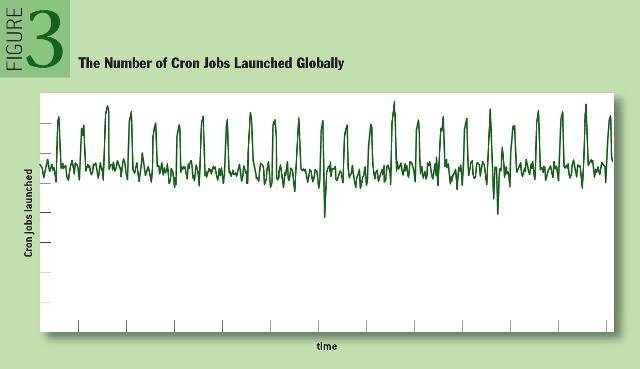 FIGURE
3
The Number of Cron Jobs Launched Globally
Cron jobs launched
time